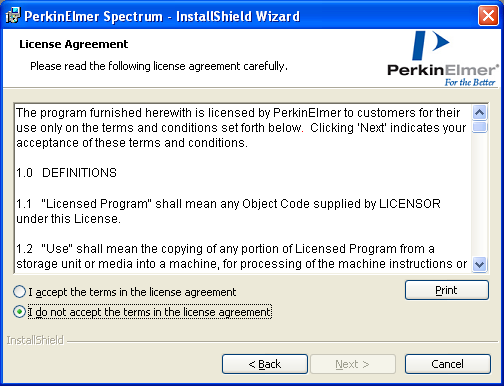 PerkinElmer Spectrum - InstallShield Wizard
License Agreement
Please read the following license agreement carefully.
PerkinElmer®
For the Better
The program furnished herewith is licensed by PerkinElmer to customers for their
use only on the terms and conditions set forth below.  Clicking 'Next' indicates your
acceptance of these terms and conditions.
1.0   DEFINITIONS
1.1   "Licensed Program" shall mean any Object Code supplied by LICENSOR
under this License.
1.2   "Use" shall mean the copying of any portion of Licensed Program from a
storage unit or media into a machine, for processing of the machine instructions or
I accept the terms in the license agreement
Print
I do not accept the terms in the license agreement
InstallShield
< Back
Next >
Cancel